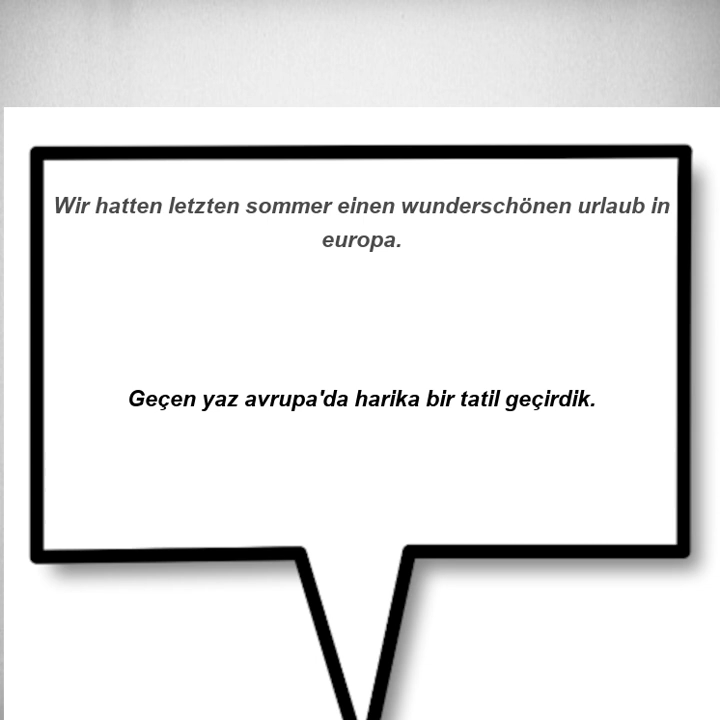 Wir hatten letzten sommer einen wunderschönen urlaub in
europa.
Geçen yaz avrupa'da harika bir tatil geçirdik.